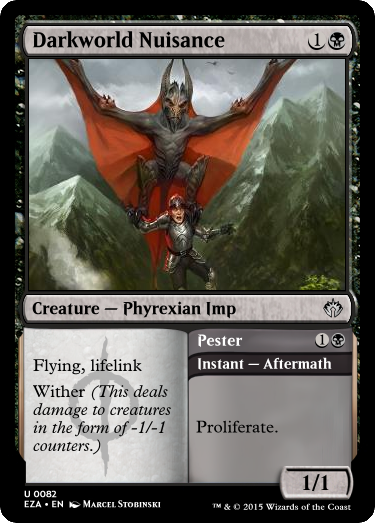 Darkworld Nuisance 1
Creature — Phyrexian Imp
Flying, lifelink
Wither (This deals
damage to creatures
in the form of -1/-1
counters.)
Pester 1
Instant — Aftermath
Proliferate.
1/1
U 0082
EZA • EN Marcel Stobinski
™ & © 2015 Wizards of the Coast